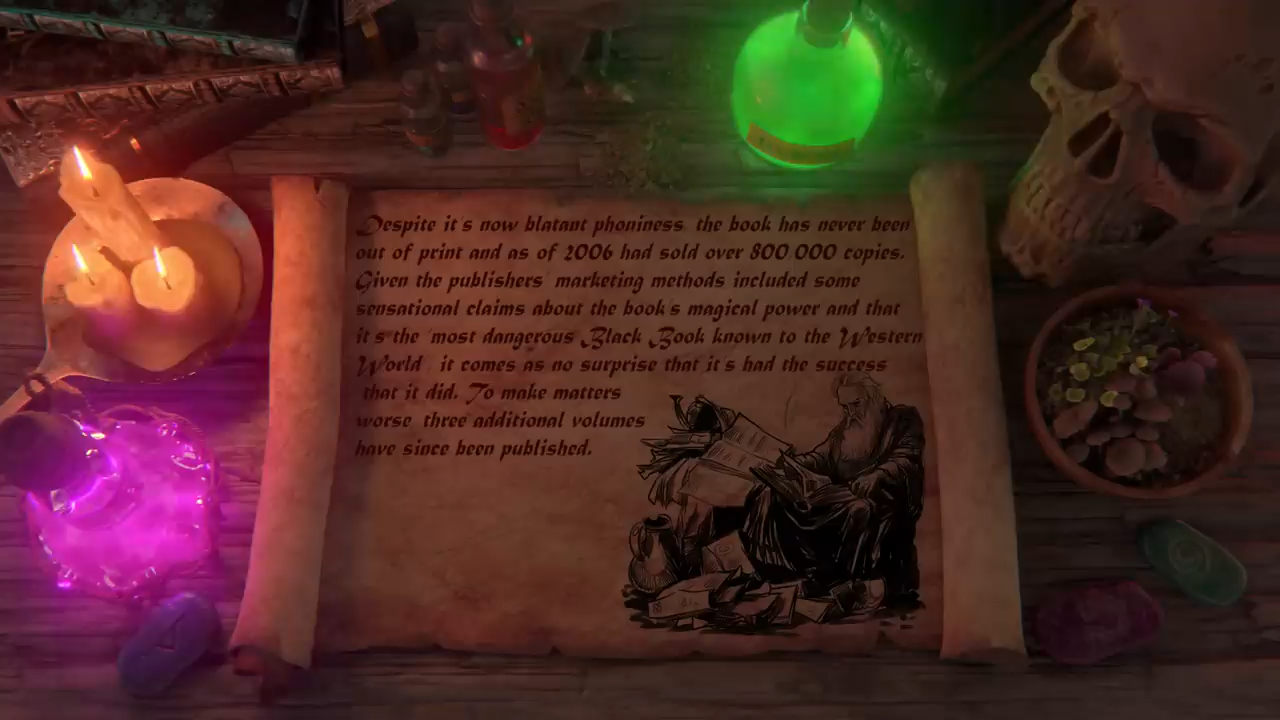 Despite it's now blatant phoniness the book has never been
out of print and as of 2006 had sold over 800 000 copies.
Given the publishers' marketing methods included some
sensational claims about the book's magical power and that
it's the 'most dangerous Black Book known to the Western
World' it comes as no surprise that it's had the success
that it did. To make matters
worse three additional volumes
have since been published.